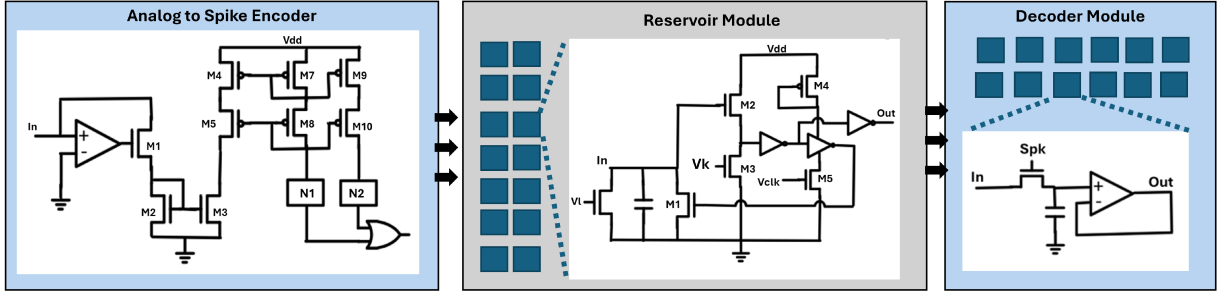 Analog to Spike Encoder
Vdd
M4
M7
M9
In
+
-
M1
M5
M8
M10
M2
M3
N1
N2
Reservoir Module
Vdd
M4
M2
Out
In
Vk
M3
Vclk
M5
Vl
M1
Decoder Module
Spk
In
+
-
Out